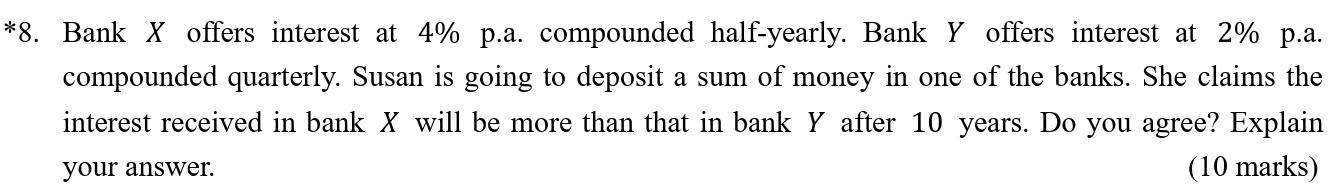 *8. Bank X offers interest at 4% p.a. compounded half-yearly. Bank Y offers interest at 2% p.a.
compounded quarterly. Susan is going to deposit a sum of money in one of the banks. She claims the
interest received in bank X will be more than that in bank Y after 10 years. Do you agree? Explain
your answer. (10 marks)